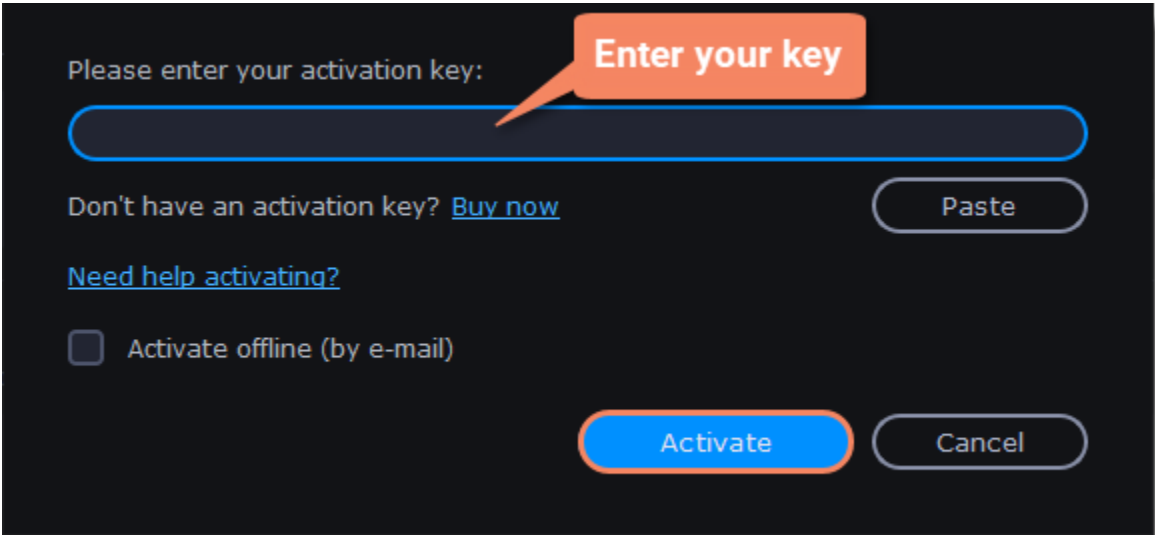 Enter your key
Please enter your activation key:
Don't have an activation key? Buy now
Paste
Need help activating?
Activate offline (by e-mail)
Activate
Cancel